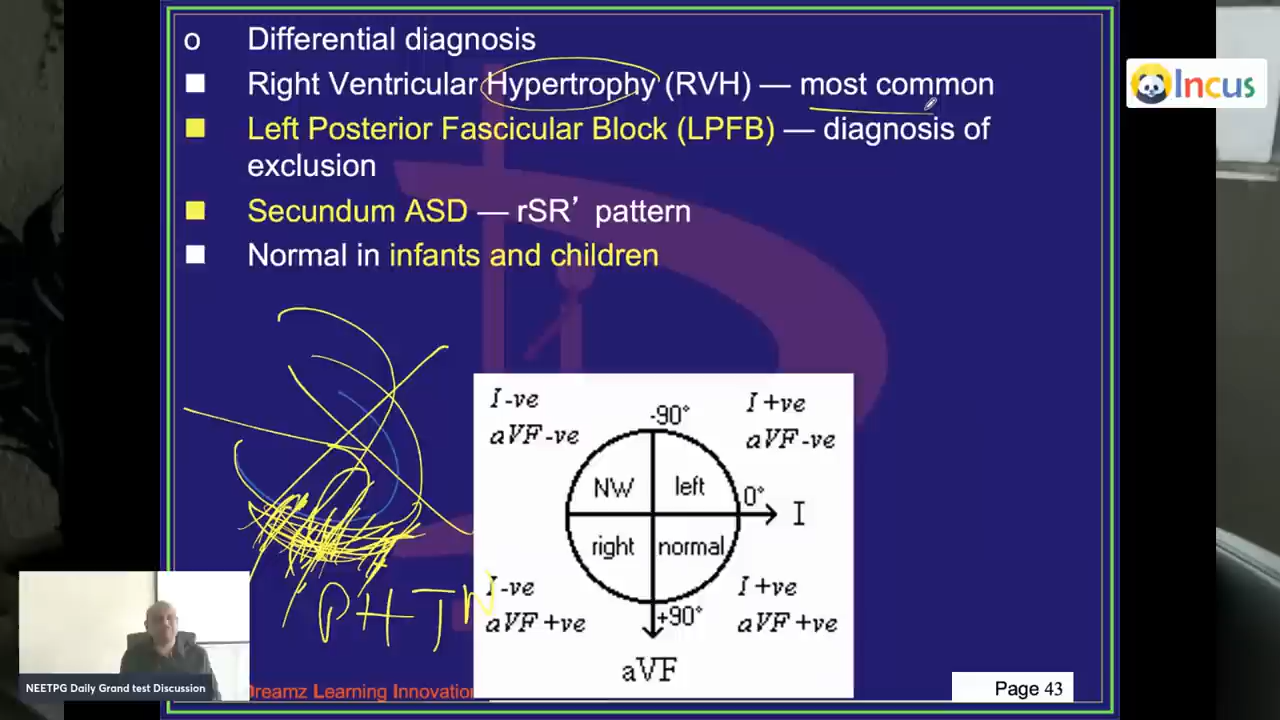 o Differential diagnosis
Right Ventricular Hypertrophy (RVH) — most common
Left Posterior Fascicular Block (LPFB) — diagnosis of
exclusion
Secundum ASD — rSR’ pattern
Normal in infants and children
Incus
I -ve
aVF -ve
-90°
I +ve
aVF -ve
NW
left
0°
I
right
normal
I -ve
aVF +ve
+90°
I +ve
aVF +ve
aVF
PHTN
NEETPG Daily Grand test Discussion
Dreamz Learning Innovation
Page 43